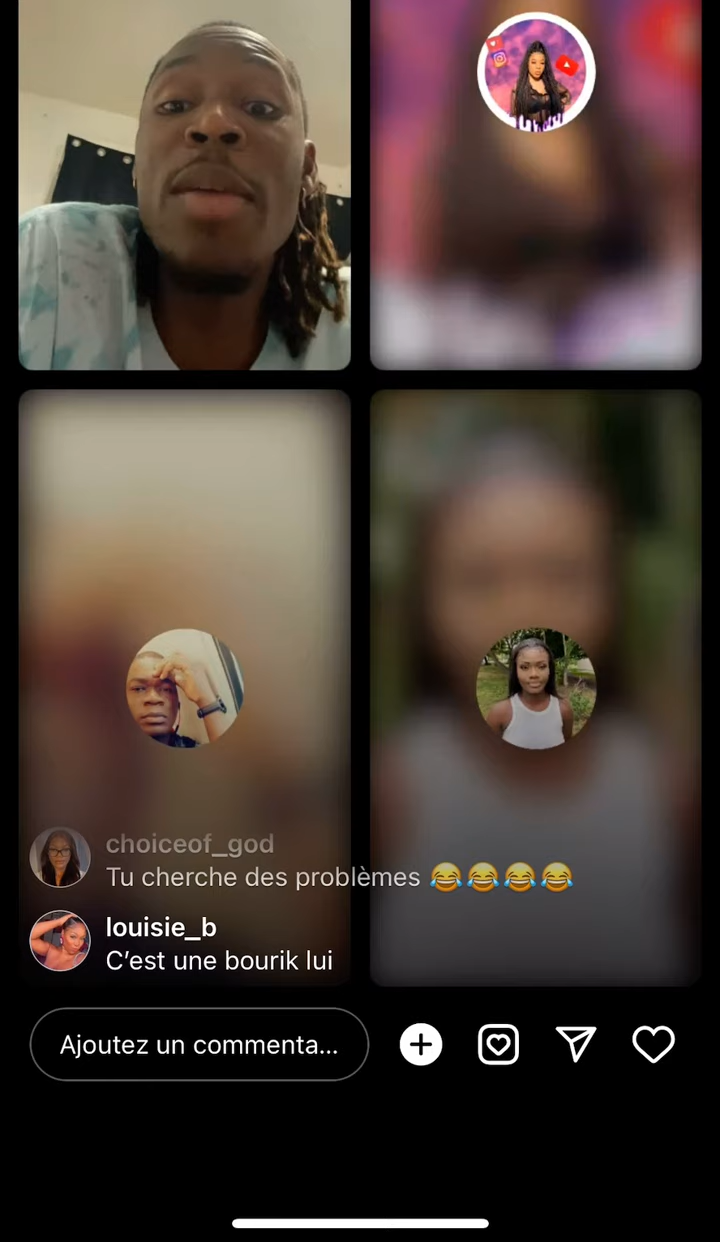 choiceof_god
Tu cherche des problèmes 😂😂😂😂
louisie_b
C’est une bourik lui
Ajoutez un commenta...